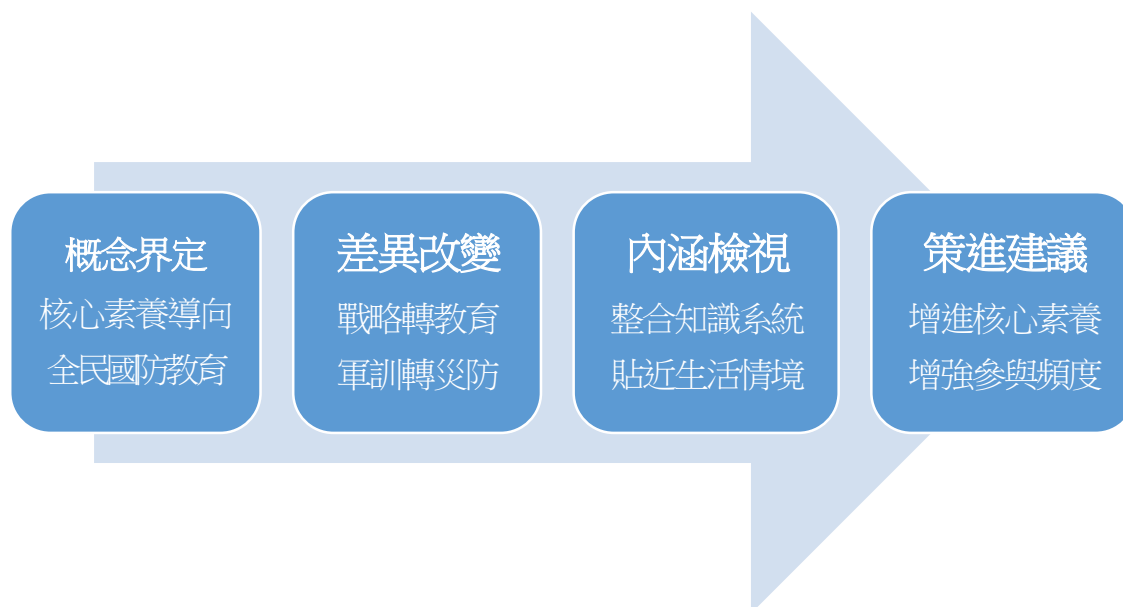 概念界定
核心素養導向
全民國防教育
差異改變
戰略轉教育
軍訓轉災防
內涵檢視
整合知識系統
貼近生活情境
策進建議
增進核心素養
增強參與頻度